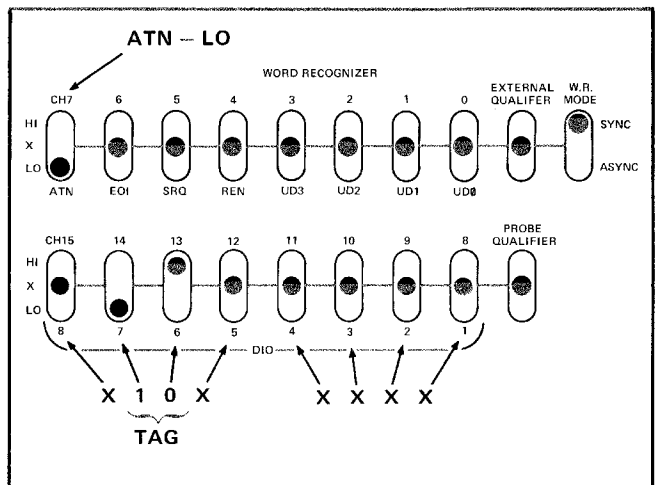 ATN – LO
WORD RECOGNIZER
CH7 6 5 4 3 2 1 0 EXTERNAL QUALIFER W.R. MODE
HI
X
LO
SYNC
ASYNC
ATN EOI SRQ REN UD3 UD2 UD1 UD0
CH15 14 13 12 11 10 9 8 PROBE QUALIFIER
HI
X
LO
8 7 6 5 4 3 2 1
DIO
X 1 0 X X X X X
TAG